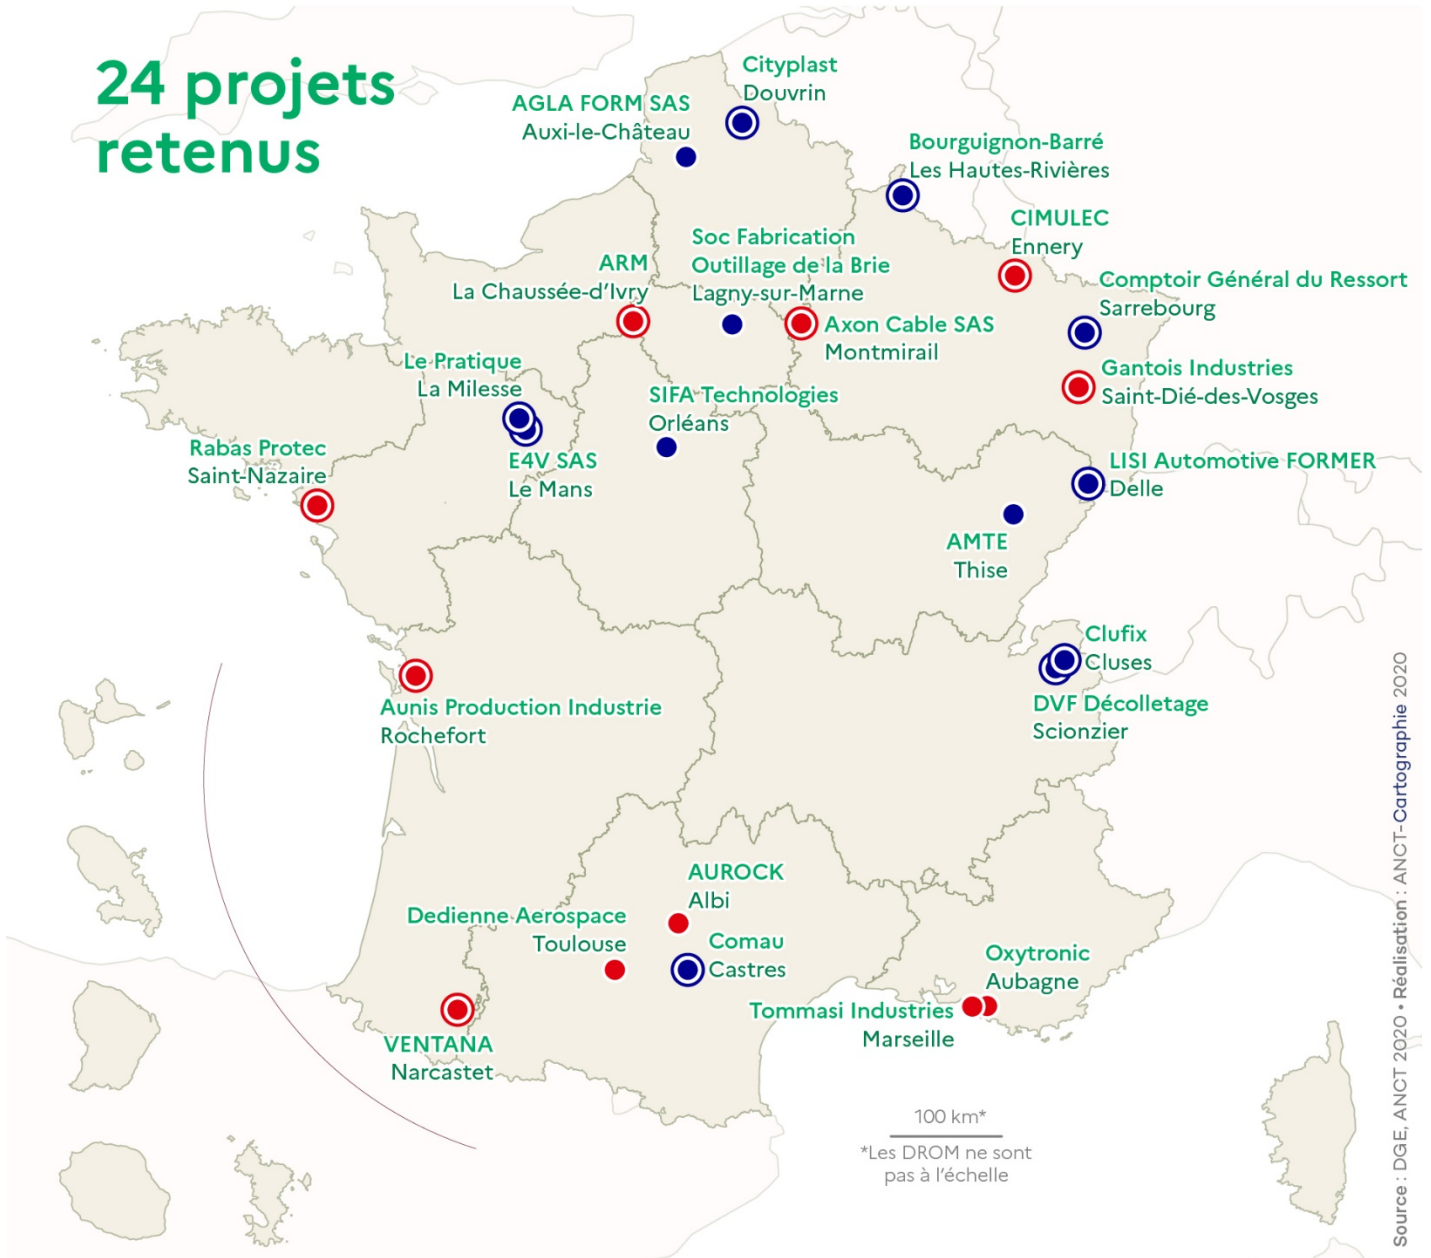 24 projets
retenus
Cityplast
Douvrin
AGLA FORM SAS
Auxi-le-Château
Bourguignon-Barré
Les Hautes-Rivières
CIMULEC
Ennery
Soc Fabrication
Outillage de la Brie
Lagny-sur-Marne
ARM
La Chaussée-d'Ivry
Comptoir Général du Ressort
Sarrebourg
Axon Cable SAS
Montmirail
Le Pratique
La Milesse
Gantois Industries
Saint-Dié-des-Vosges
SIFA Technologies
Orléans
Rabas Protec
Saint-Nazaire
E4V SAS
Le Mans
LISI Automotive FORMER
Delle
AMTE
Thise
Clufix
Cluses
DVF Décolletage
Scionzier
Aunis Production Industrie
Rochefort
AUROCK
Albi
Dedienne Aerospace
Toulouse
Comau
Castres
Oxytronic
Aubagne
Tommasi Industries
Marseille
VENTANA
Narcastet
100 km*
*Les DROM ne sont
pas à l'échelle
Source : DGE, ANCT 2020 • Réalisation : ANCT-Cartographie 2020